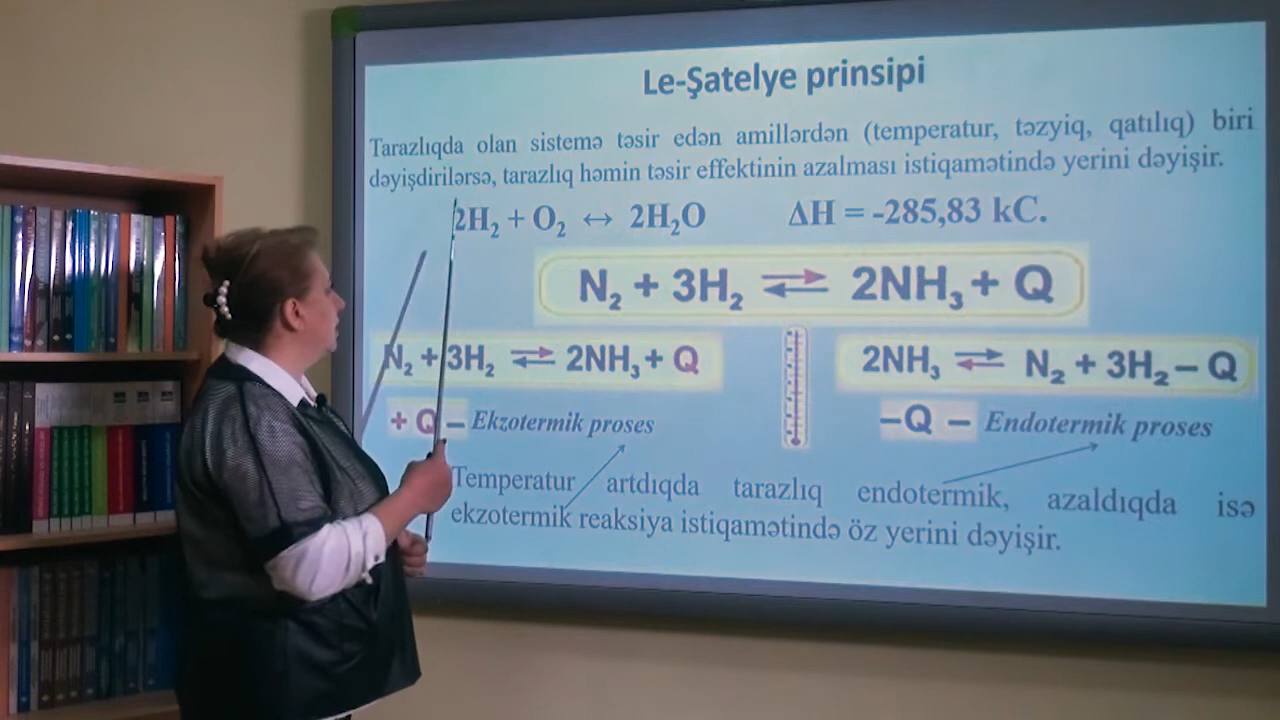 Le-Şatelye prinsipi
Tarazlıqda olan sistemə təsir edən amillərdən (temperatur, təzyiq, qatılıq) biri
dəyişdirilərsə, tarazlıq həmin təsir effektinin azalması istiqamətində yerini dəyişir.
2H₂ + O₂ ↔ 2H₂O ΔH = -285,83 kC.
N₂ + 3H₂ ⇄ 2NH₃ + Q
N₂ + 3H₂ ⇄ 2NH₃ + Q
2NH₃ ⇄ N₂ + 3H₂ – Q
+ Q – Ekzotermik proses
–Q – Endotermik proses
Temperatur artdıqda tarazlıq endotermik, azaldıqda isə
ekzotermik reaksiya istiqamətində öz yerini dəyişir.